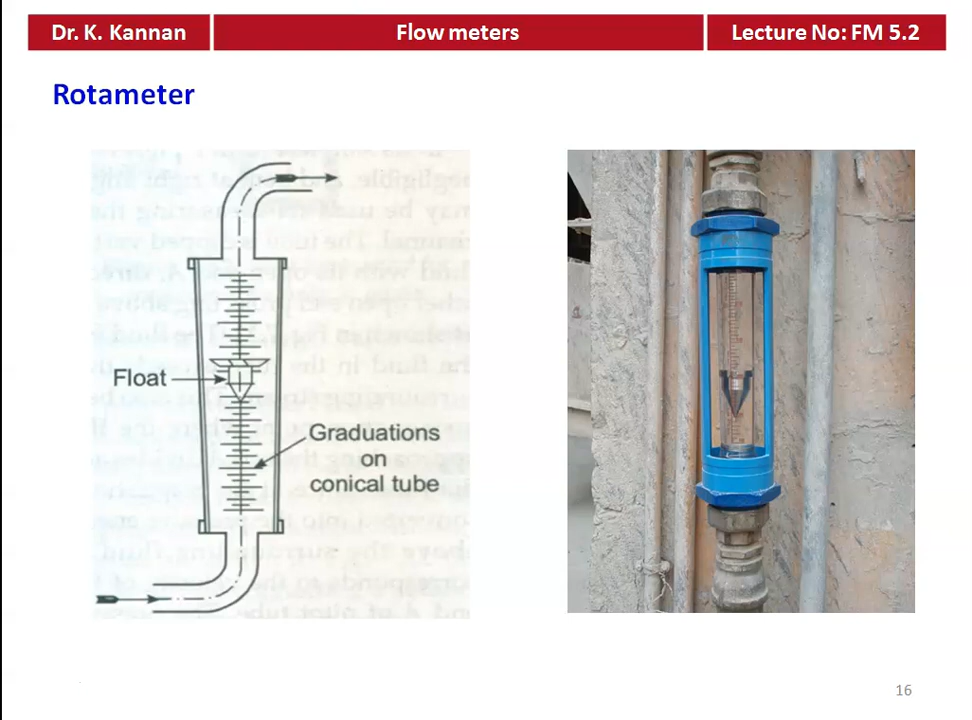 Dr. K. Kannan
Flow meters
Lecture No: FM 5.2
Rotameter
Float
Graduations
on
conical tube
16